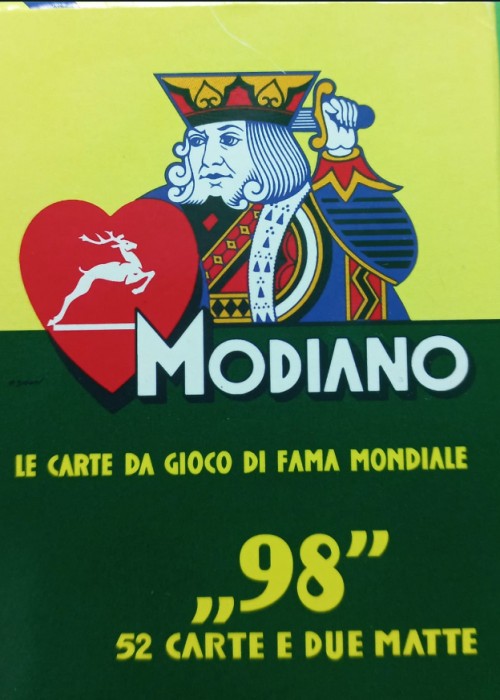 MODIANO
LE CARTE DA GIOCO DI FAMA MONDIALE
„98”
52 CARTE E DUE MATTE